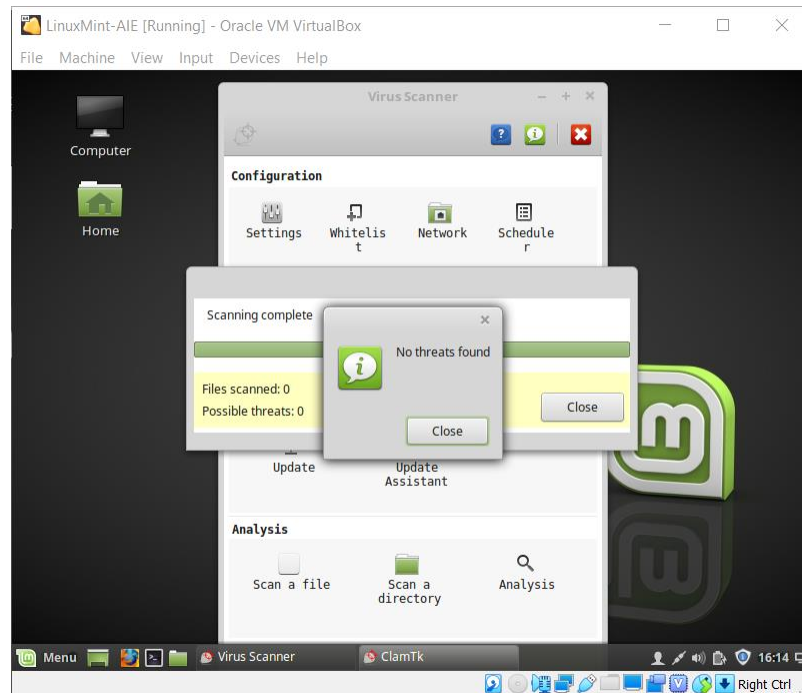 LinuxMint-AIE [Running] - Oracle VM VirtualBox
File Machine View Input Devices Help
Virus Scanner
Computer
Home
Configuration
Settings
Whitelis
t
Network
Schedule
r
Scanning complete
No threats found
Files scanned: 0
Possible threats: 0
Close
Close
Update
Update
Assistant
Analysis
Scan a file
Scan a
directory
Analysis
Menu
Virus Scanner
ClamTk
16:14
Right Ctrl